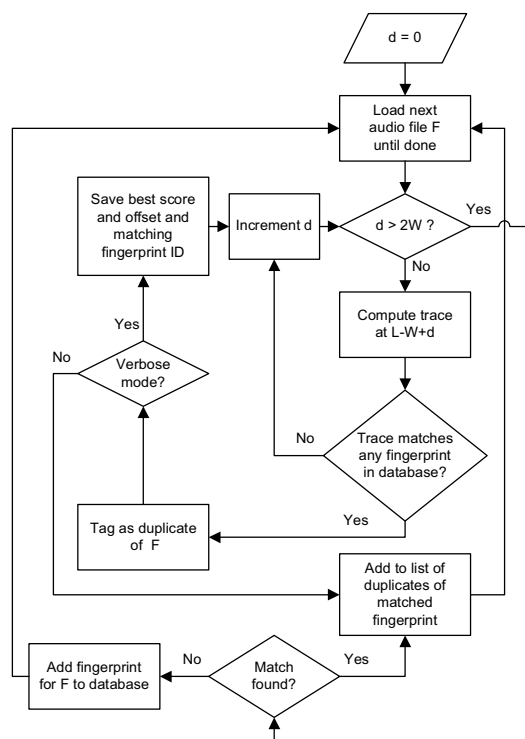 d = 0
Load next
audio file F
until done
Save best score
and offset and
matching
fingerprint ID
Increment d
d > 2W ?
Yes
No
Compute trace
at L-W+d
Yes
No
Verbose
mode?
No
Trace matches
any fingerprint
in database?
Yes
Tag as duplicate
of F
Add to list of
duplicates of
matched
fingerprint
Add fingerprint
for F to database
No
Match
found?
Yes